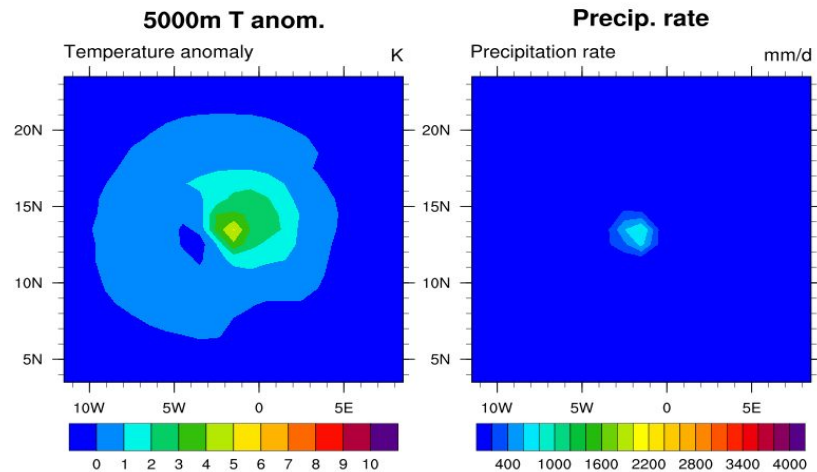 5000m T anom.
Temperature anomaly K
20N
15N
10N
5N
10W 5W 0 5E
0 1 2 3 4 5 6 7 8 9 10
Precip. rate
Precipitation rate mm/d
20N
15N
10N
5N
10W 5W 0 5E
400 1000 1600 2200 2800 3400 4000